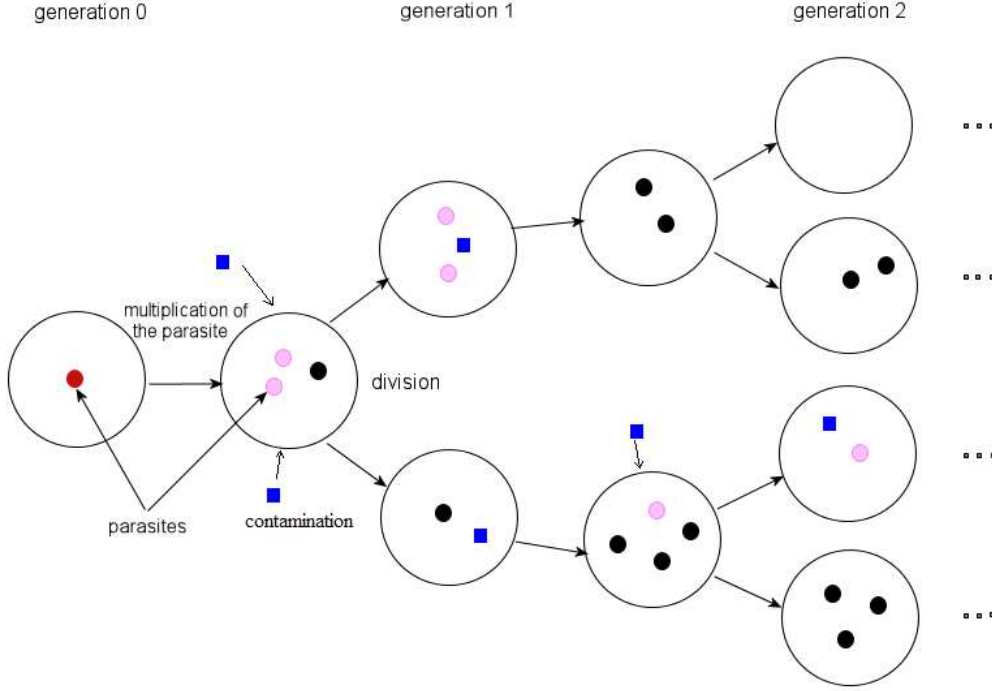 generation 0
generation 1
generation 2
multiplication of
the parasite
division
parasites
contamination